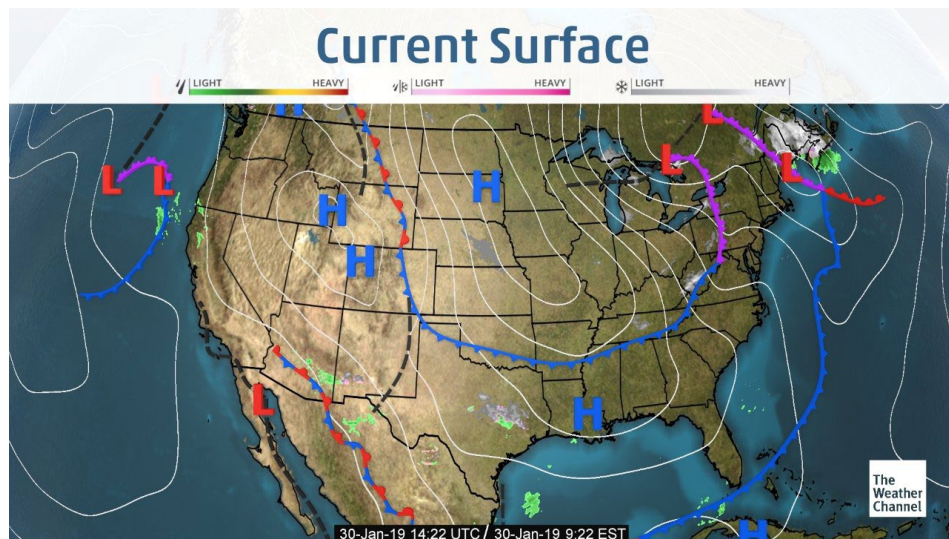 Current Surface
LIGHT HEAVY LIGHT HEAVY LIGHT HEAVY
H
L L L L L
H H
H
L H
H
The
Weather
Channel
30-Jan-19 14:22 UTC / 30-Jan-19 9:22 EST